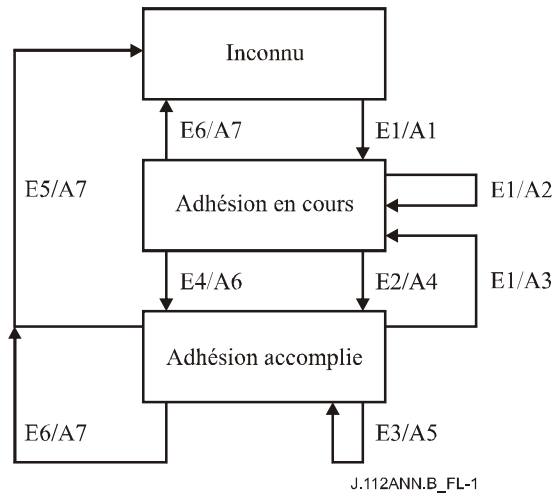 Inconnu
E6/A7
E1/A1
E5/A7
Adhésion en cours
E1/A2
E4/A6
E2/A4
E1/A3
Adhésion accomplie
E6/A7
E3/A5
J.112ANN.B_FL-1